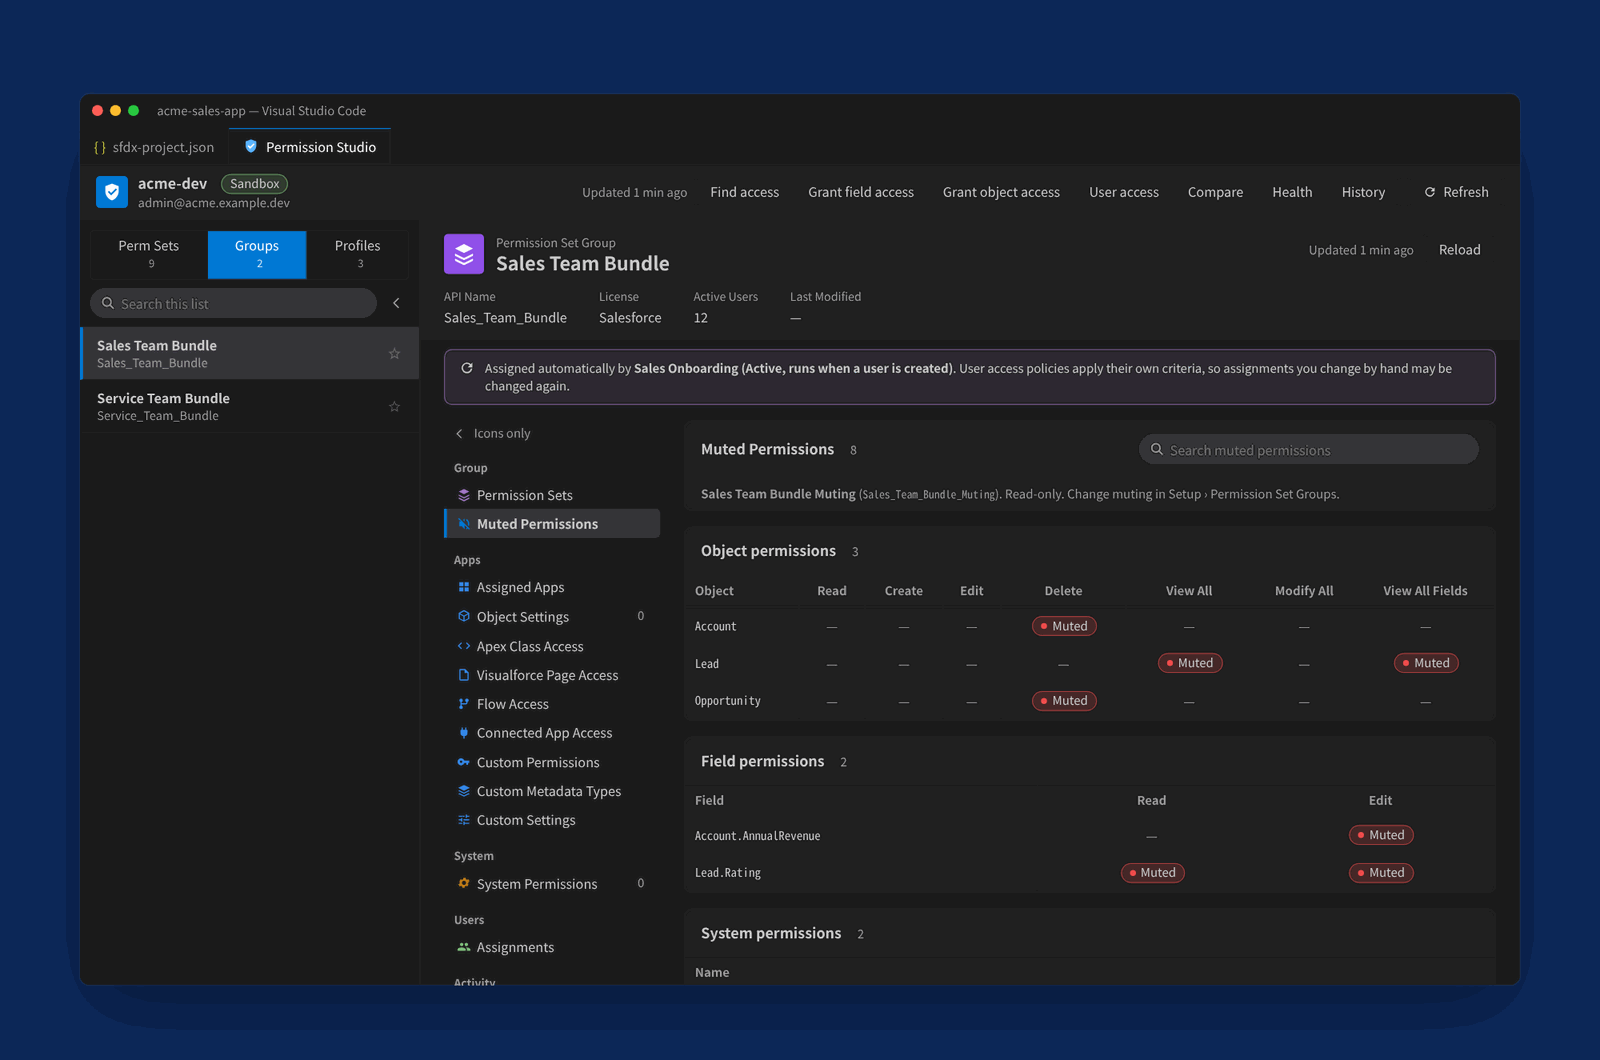 acme-sales-app — Visual Studio Code
{ } sfdx-project.json
Permission Studio
acme-dev
Sandbox
admin@acme.example.dev
Updated 1 min ago
Find access
Grant field access
Grant object access
User access
Compare
Health
History
Refresh
Perm Sets
9
Groups
2
Profiles
3
Search this list
Sales Team Bundle
Sales_Team_Bundle
Service Team Bundle
Service_Team_Bundle
Permission Set Group
Sales Team Bundle
Updated 1 min ago
Reload
API Name
Sales_Team_Bundle
License
Salesforce
Active Users
12
Last Modified
—
Assigned automatically by Sales Onboarding (Active, runs when a user is created). User access policies apply their own criteria, so assignments you change by hand may be
changed again.
Icons only
Group
Permission Sets
Muted Permissions
Apps
Assigned Apps
Object Settings 0
Apex Class Access
Visualforce Page Access
Flow Access
Connected App Access
Custom Permissions
Custom Metadata Types
Custom Settings
System
System Permissions 0
Users
Assignments
Activity
Muted Permissions 8
Search muted permissions
Sales Team Bundle Muting (Sales_Team_Bundle_Muting). Read-only. Change muting in Setup › Permission Set Groups.
Object permissions 3
Object Read Create Edit Delete View All Modify All View All Fields
Account — — — Muted — — —
Lead — — — — Muted — Muted
Opportunity — — — Muted — — —
Field permissions 2
Field Read Edit
Account.AnnualRevenue — Muted
Lead.Rating Muted Muted
System permissions 2
Name